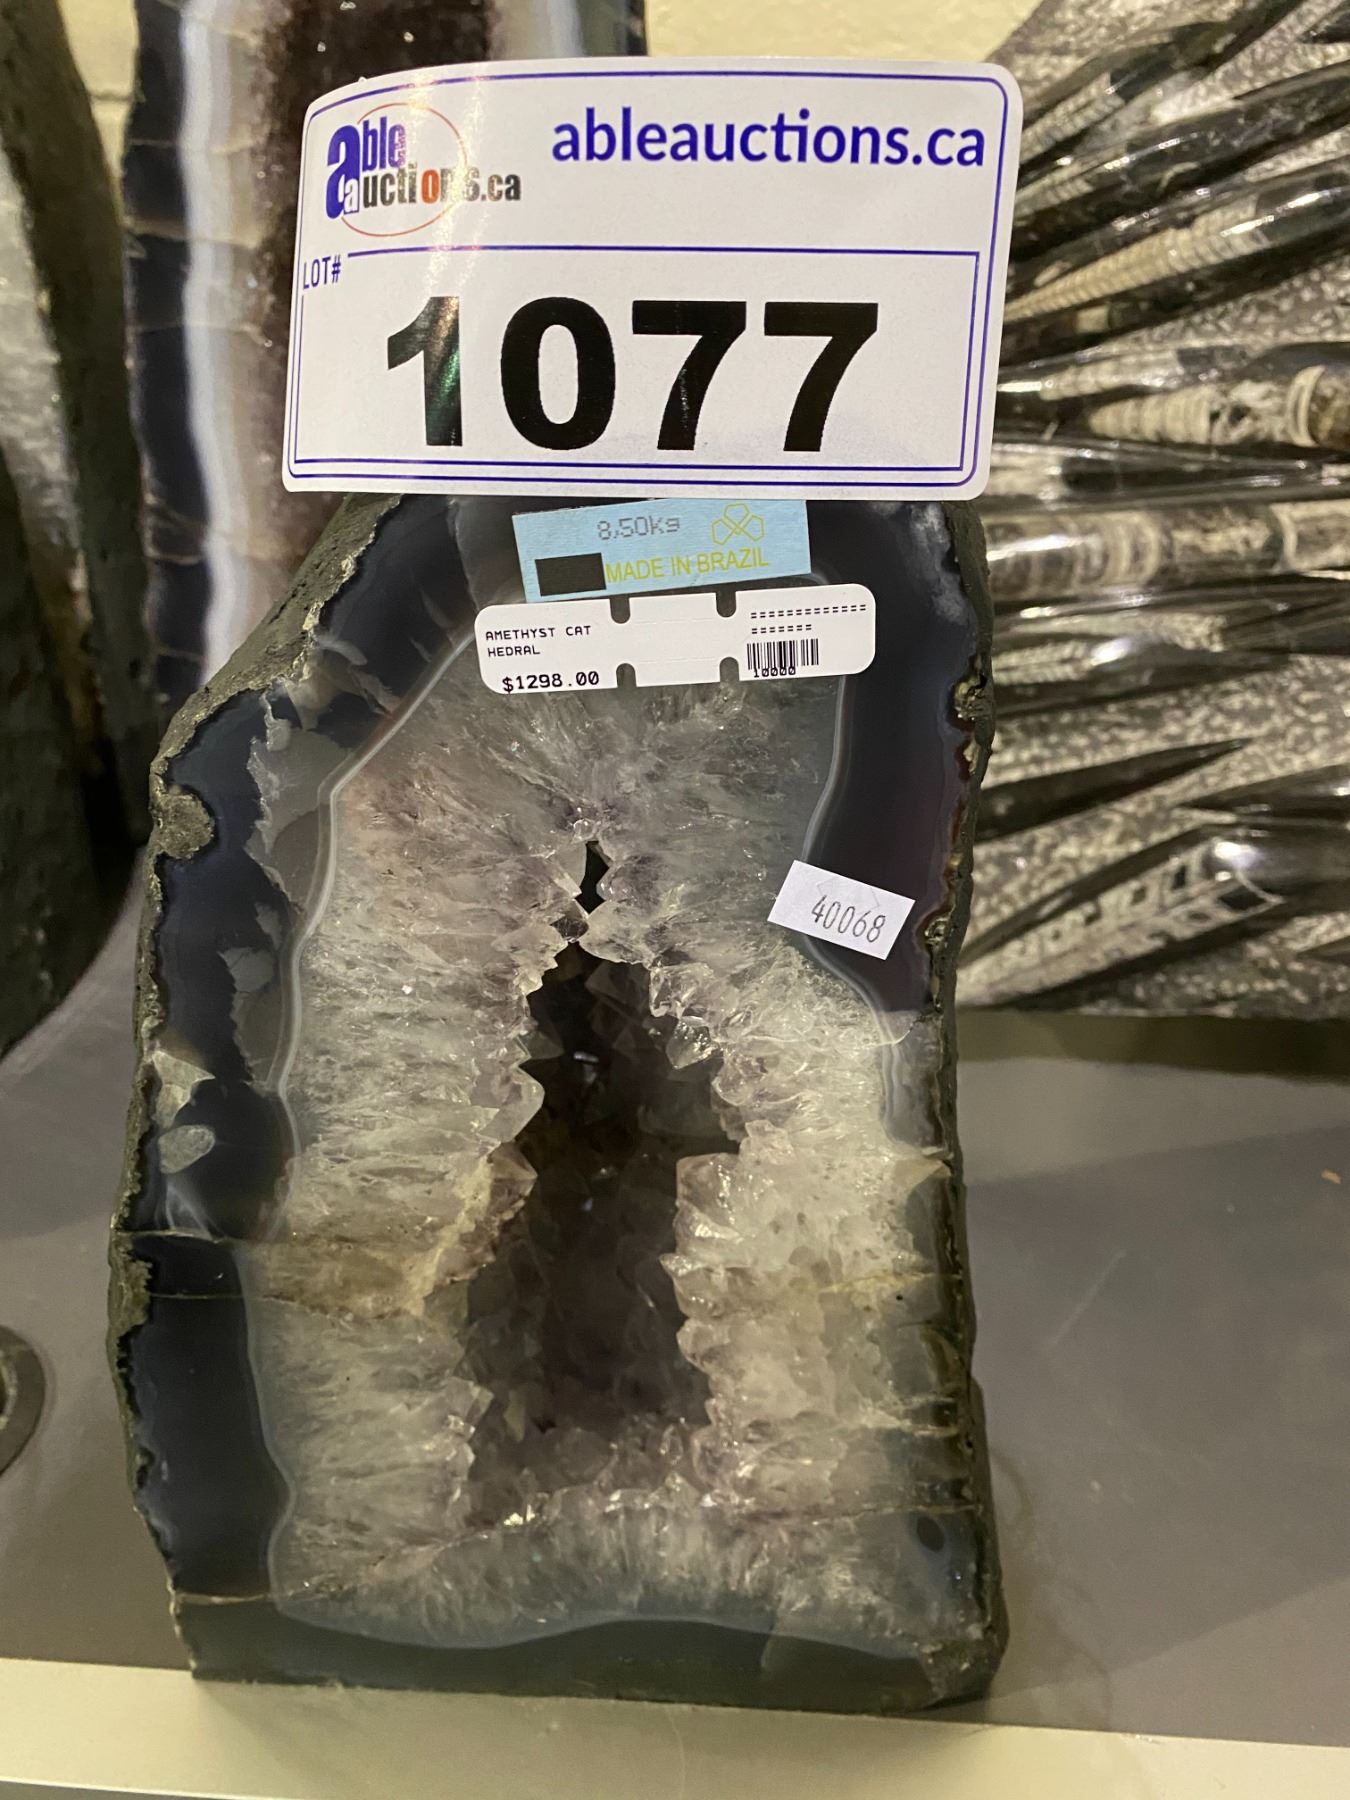 able
auctions.ca
ableauctions.ca
LOT#
1077
8,50Kg
MADE IN BRAZIL
AMETHYST CAT
HEDRAL
$1298.00
=============
=======
10000
40068